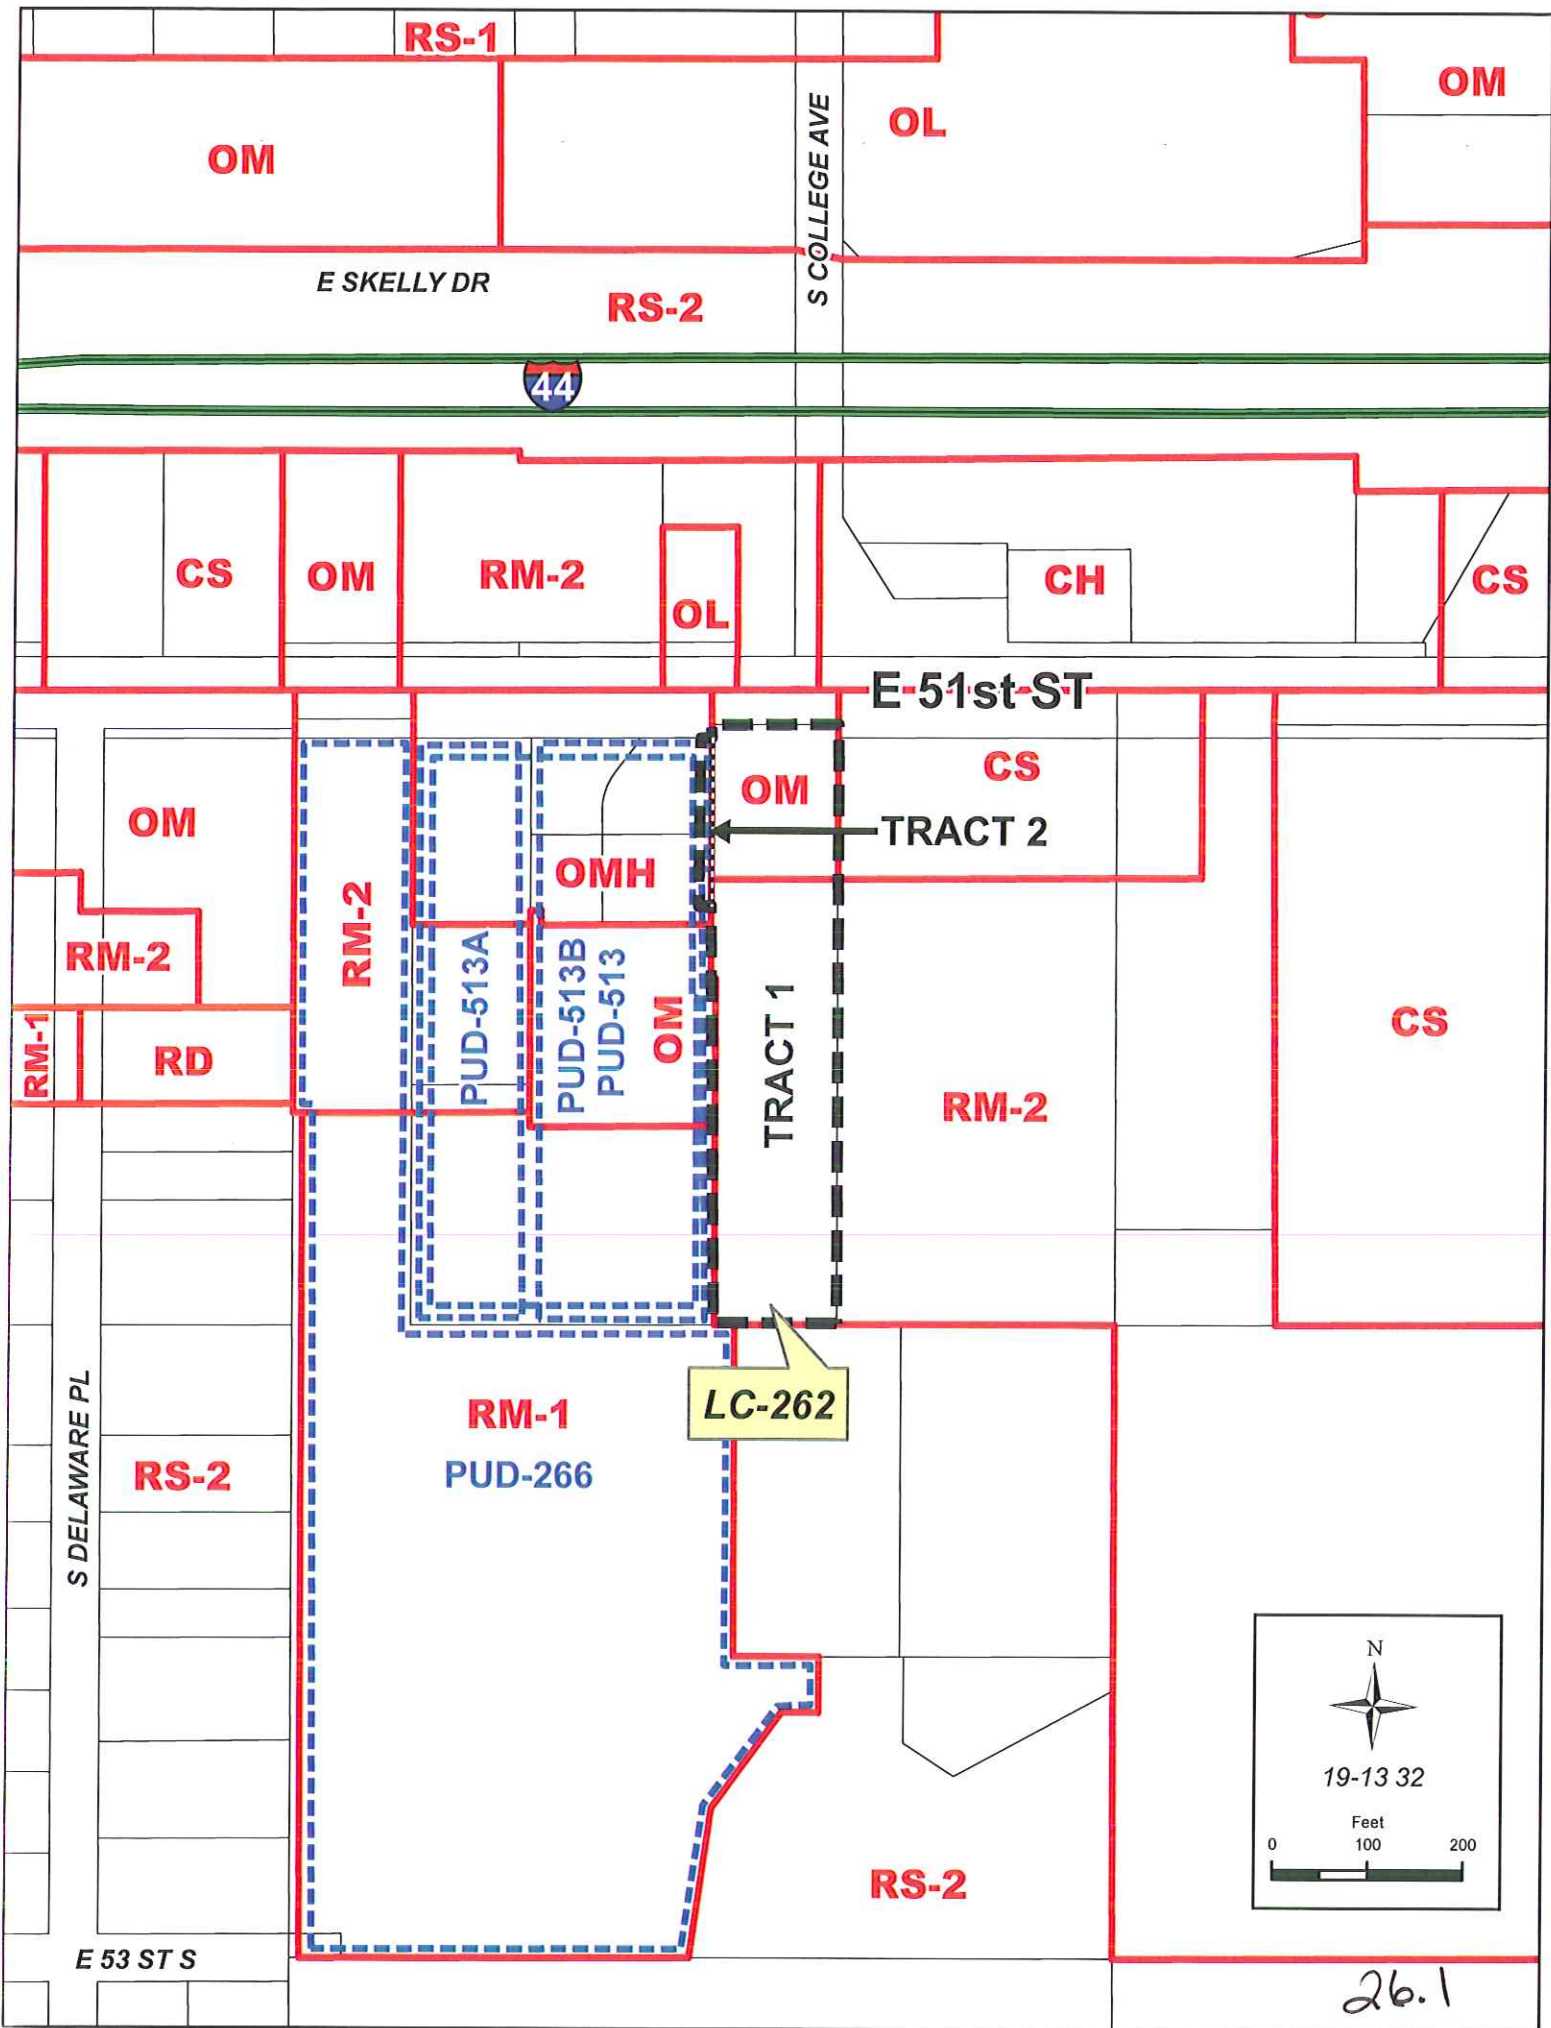 RS-1
OM
OL
OM
S COLLEGE AVE
E SKELLY DR
RS-2
44
CS
OM
RM-2
OL
CH
CS
E 51st ST
OM
RM-2
OMH
OM
CS
TRACT 2
RM-2
PUD-513A
PUD-513B
PUD-513
OM
TRACT 1
RM-1
RD
RM-2
CS
LC-262
RM-1
PUD-266
S DELAWARE PL
RS-2
RS-2
E 53 ST S
N
19-13 32
Feet
0 100 200
26.1